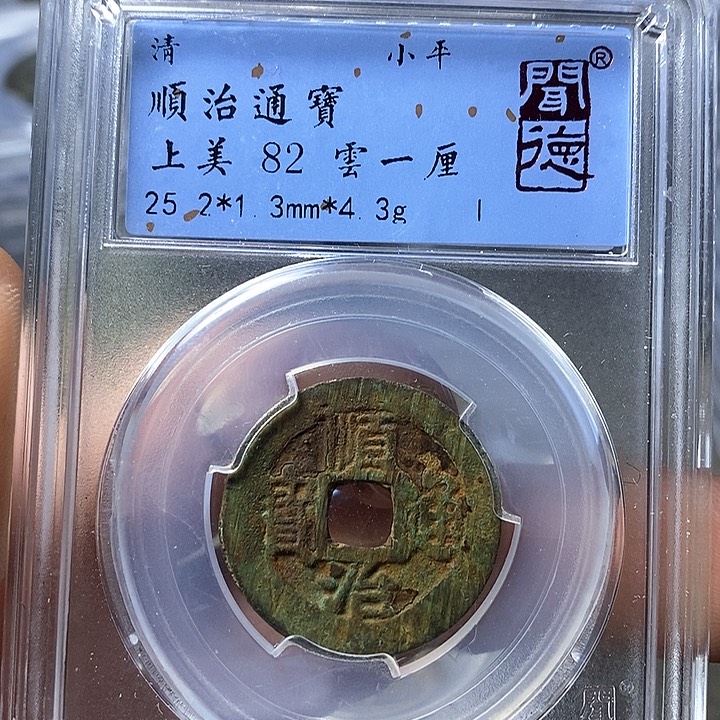 清 小平
順治通寶
上美 82 雲一厘
25.2*1.3mm*4.3g
聞德®
順治通寶